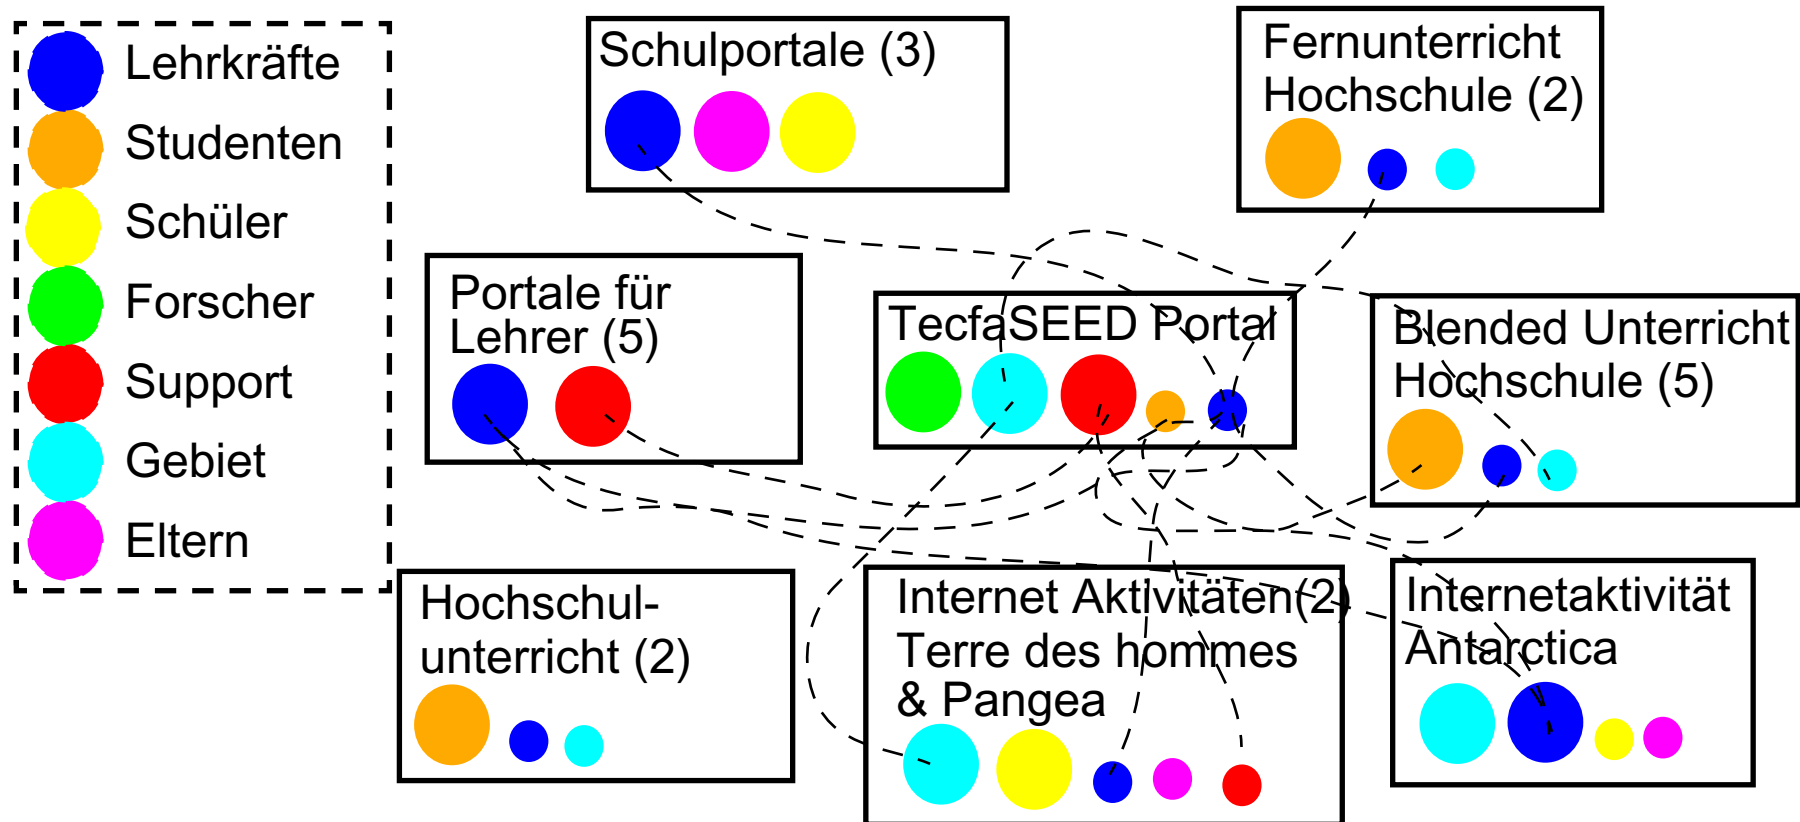 Lehrkräfte
Studenten
Schüler
Forscher
Support
Gebiet
Eltern
Schulportale (3)
Fernunterricht
Hochschule (2)
Portale für
Lehrer (5)
TecfaSEED Portal
Blended Unterricht
Hochschule (5)
Hochschul-
unterricht (2)
Internet Aktivitäten(2)
Terre des hommes
& Pangea
Internetaktivität
Antarctica